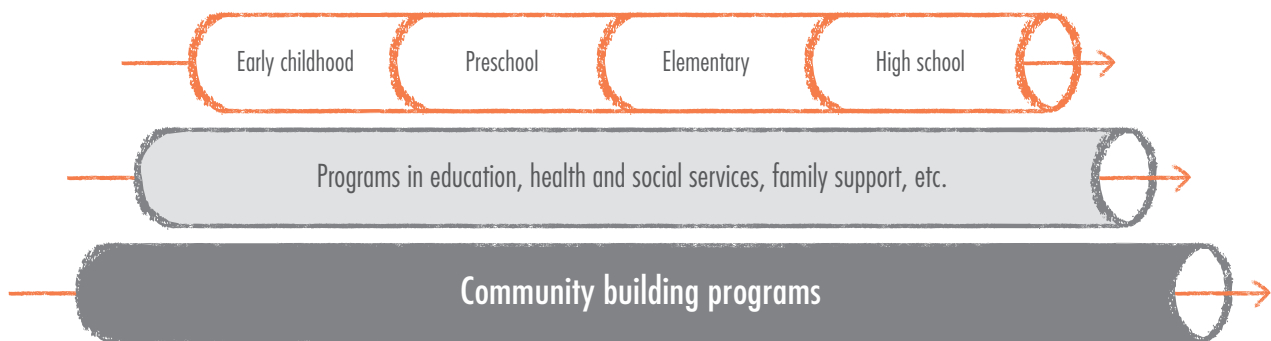 Early childhood Preschool Elementary High school
Programs in education, health and social services, family support, etc.
Community building programs